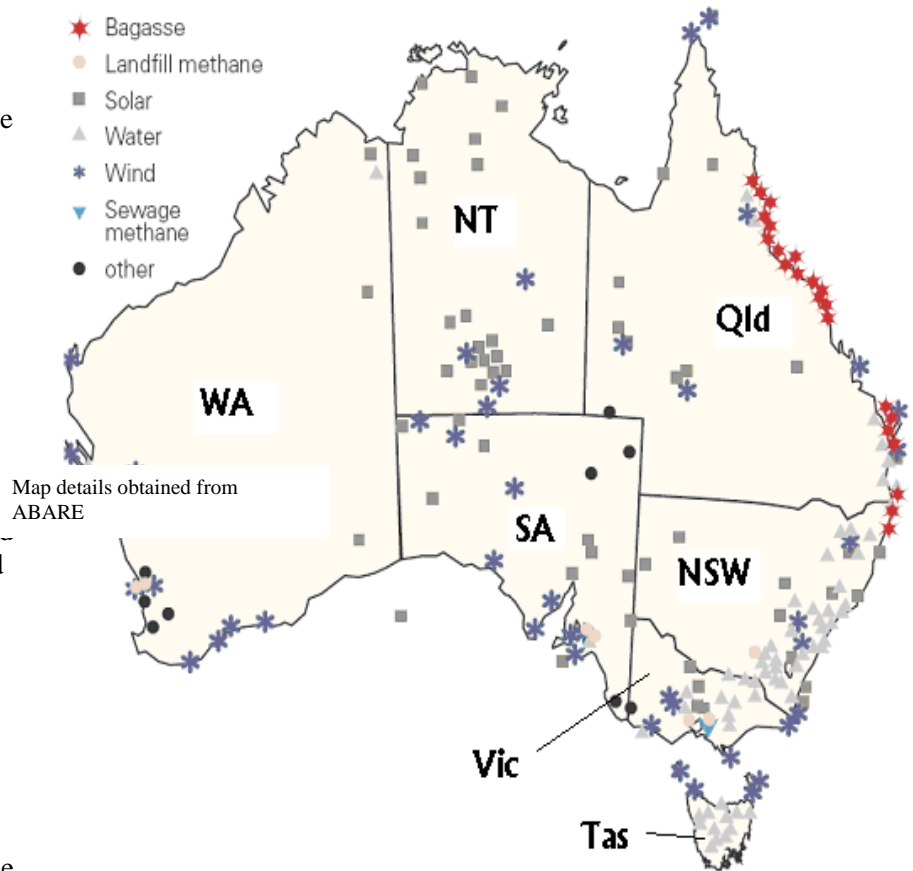 Bagasse
Landfill methane
Solar
Water
Wind
Sewage
methane
other
e
NT
Qld
WA
Map details obtained from
ABARE
SA
NSW
d
Vic
Tas
e